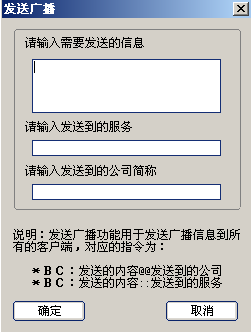 发送广播
请输入需要发送的信息
请输入发送到的服务
请输入发送到的公司简称
说明：发送广播功能用于发送广播信息到所
有的客户端，对应的指令为：
*BC：发送的内容@@发送到的公司
*BC：发送的内容::发送到的服务
确定 取消